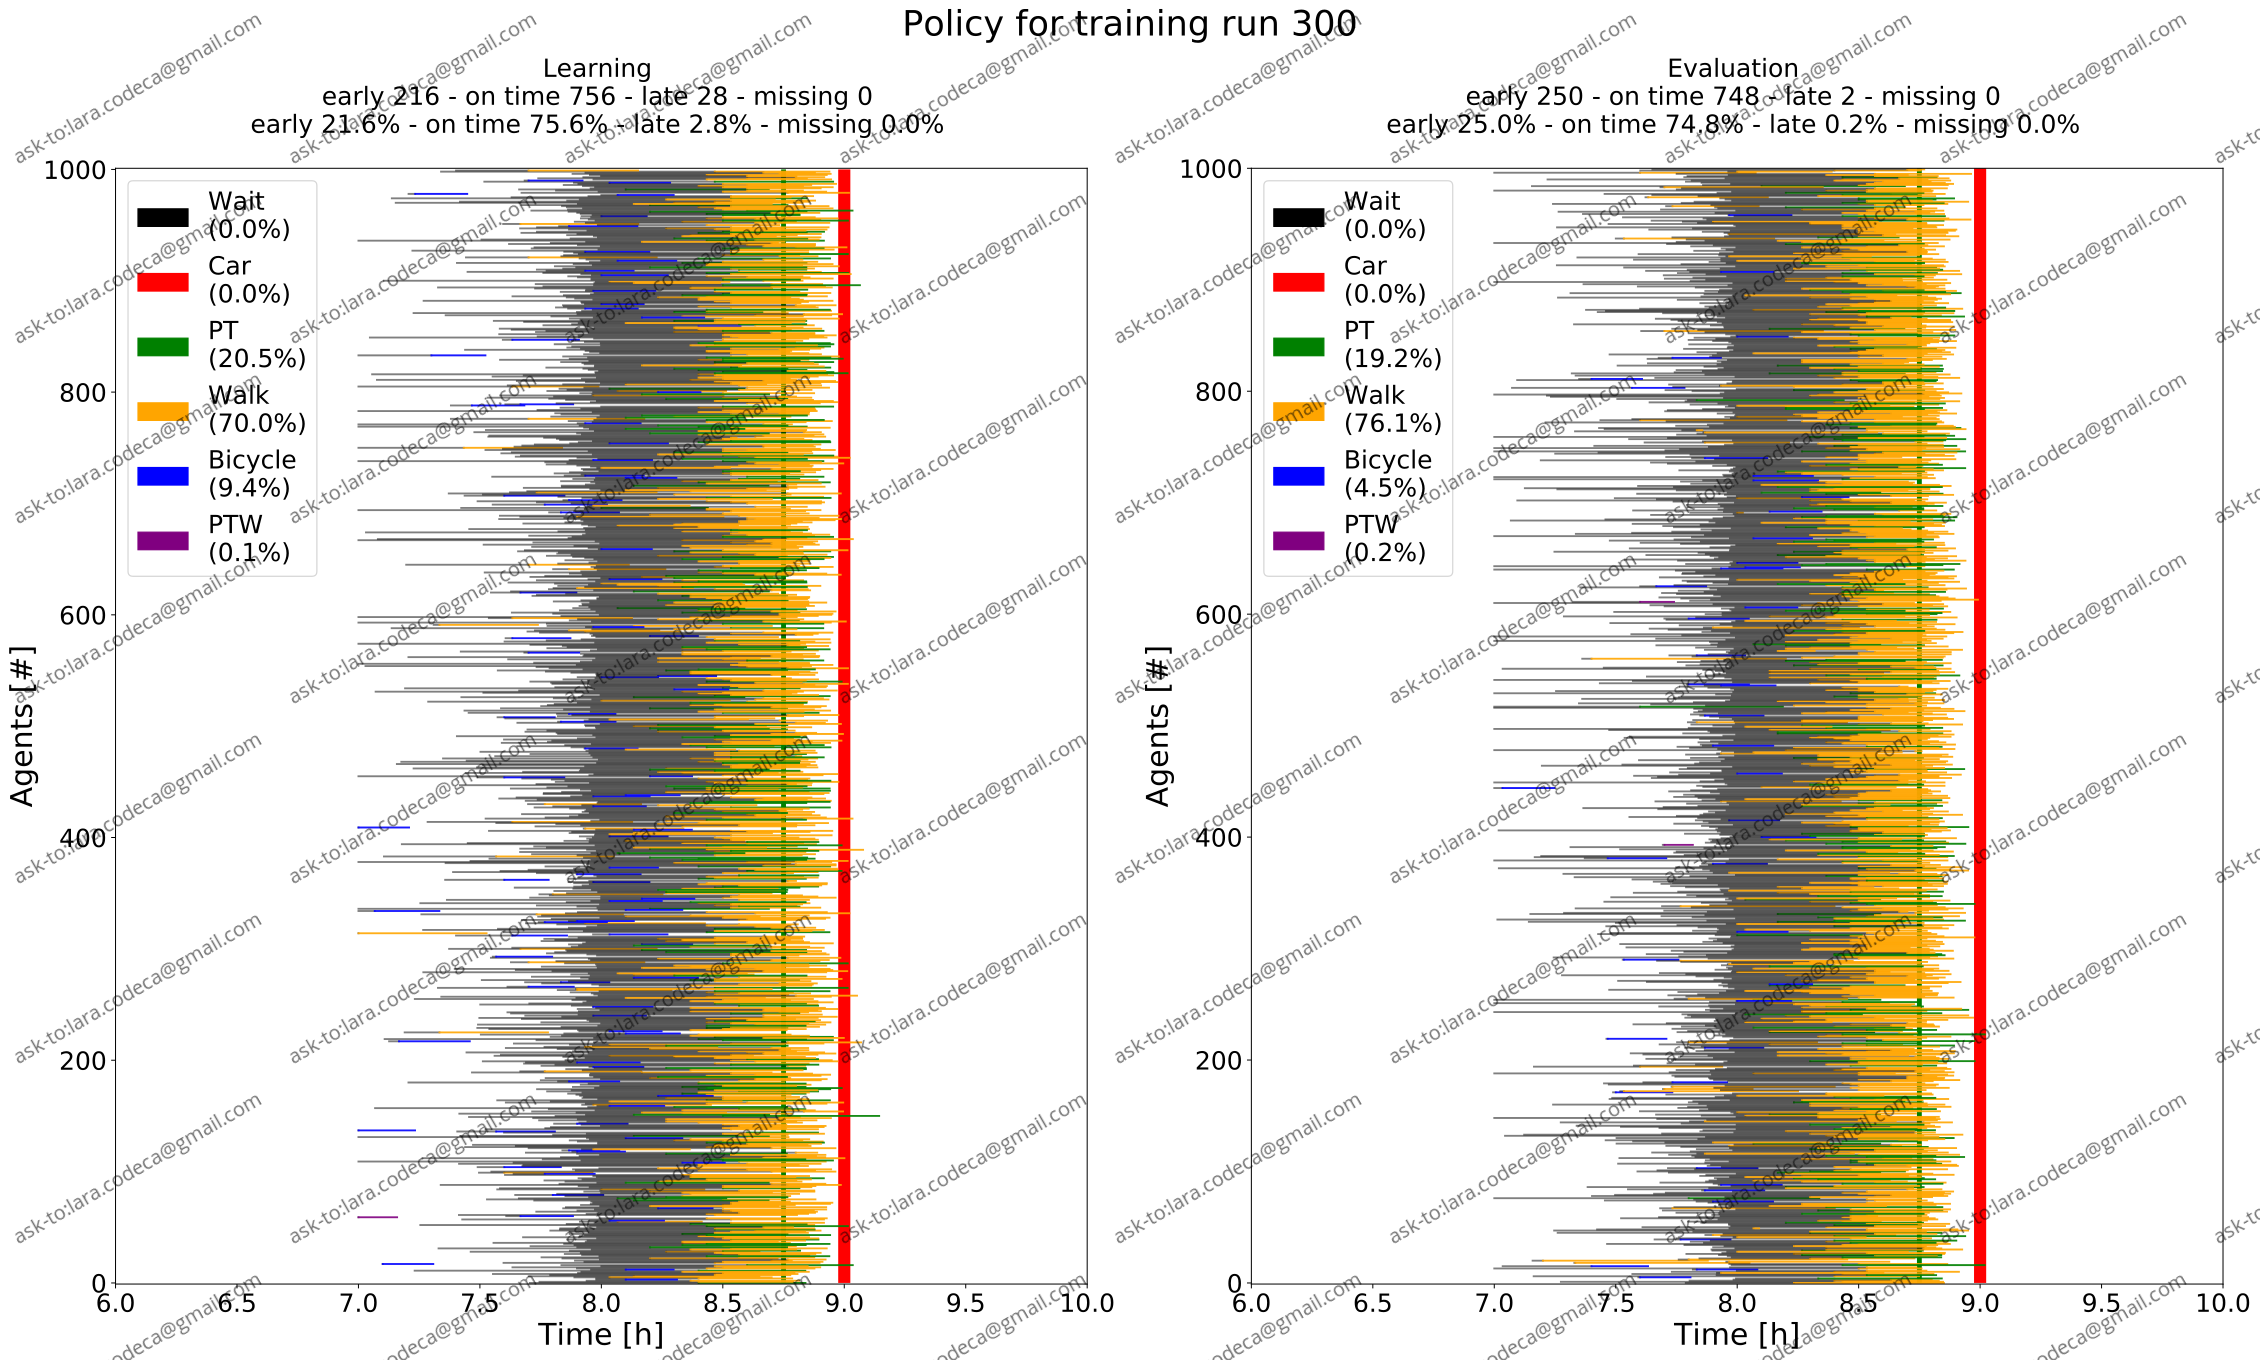 Policy for training run 300
Learning
early 216 - on time 756 - late 28 - missing 0
early 21.6% - on time 75.6% - late 2.8% - missing 0.0%
1000
800
600
400
200
0
Agents [#]
Wait
(0.0%)
Car
(0.0%)
PT
(20.5%)
Walk
(70.0%)
Bicycle
(9.4%)
PTW
(0.1%)
6.0 6.5 7.0 7.5 8.0 8.5 9.0 9.5 10.0
Time [h]
Evaluation
early 250 - on time 748 - late 2 - missing 0
early 25.0% - on time 74.8% - late 0.2% - missing 0.0%
1000
800
600
400
200
0
Agents [#]
Wait
(0.0%)
Car
(0.0%)
PT
(19.2%)
Walk
(76.1%)
Bicycle
(4.5%)
PTW
(0.2%)
6.0 6.5 7.0 7.5 8.0 8.5 9.0 9.5 10.0
Time [h]
ask-to:lara.codeca@gmail.com